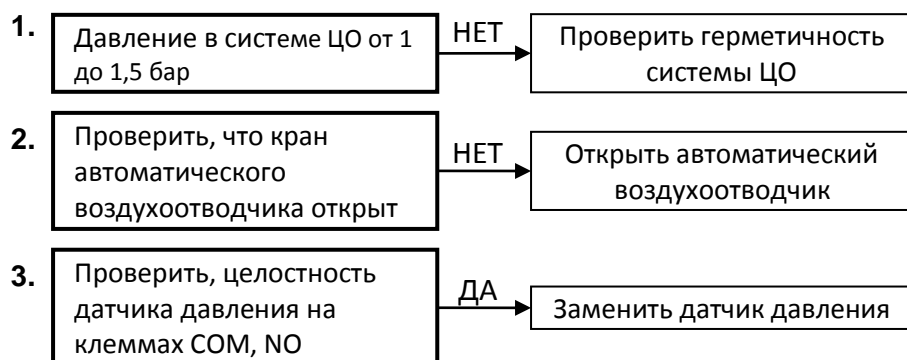 1.
Давление в системе ЦО от 1
до 1,5 бар
НЕТ
Проверить герметичность
системы ЦО
2.
Проверить, что кран
автоматического
воздухоотводчика открыт
НЕТ
Открыть автоматический
воздухоотводчик
3.
Проверить, целостность
датчика давления на
клеммах COM, NO
ДА
Заменить датчик давления